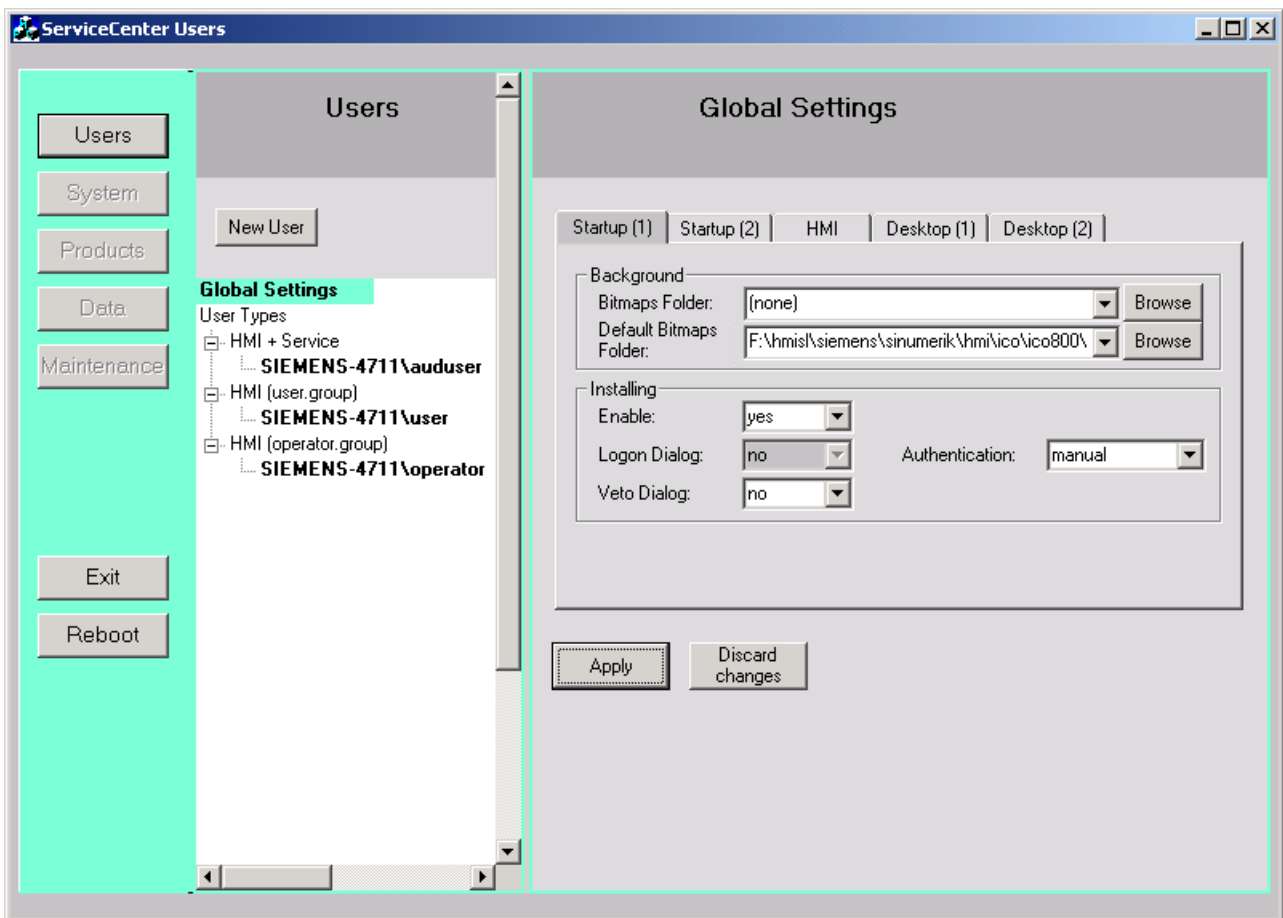 ServiceCenter Users
Users
System
Products
Data
Maintenance
Exit
Reboot
Users
New User
Global Settings
User Types
HMI + Service
SIEMENS-4711\auduser
HMI (user.group)
SIEMENS-4711\user
HMI (operator.group)
SIEMENS-4711\operator
Global Settings
Startup (1) Startup (2) HMI Desktop (1) Desktop (2)
Background
Bitmaps Folder: (none) Browse
Default Bitmaps
Folder: F:\hmisl\siemens\sinumerik\hmi\ico\ico800\ Browse
Installing
Enable: yes
Logon Dialog: no Authentication: manual
Veto Dialog: no
Apply
Discard
changes